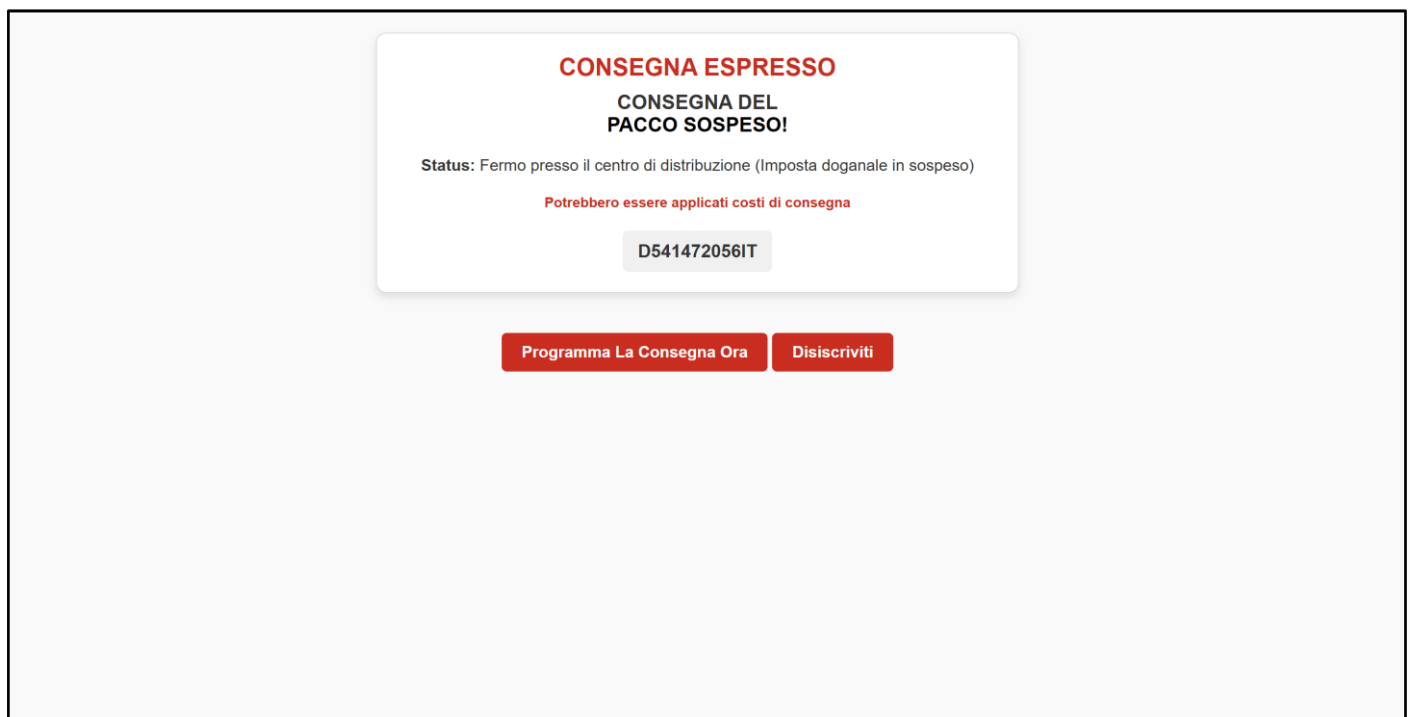 CONSEGNA ESPRESSO
CONSEGNA DEL
PACCO SOSPESO!
Status: Fermo presso il centro di distribuzione (Imposta doganale in sospeso)
Potrebbero essere applicati costi di consegna
D541472056IT
Programma La Consegna Ora Disiscriviti